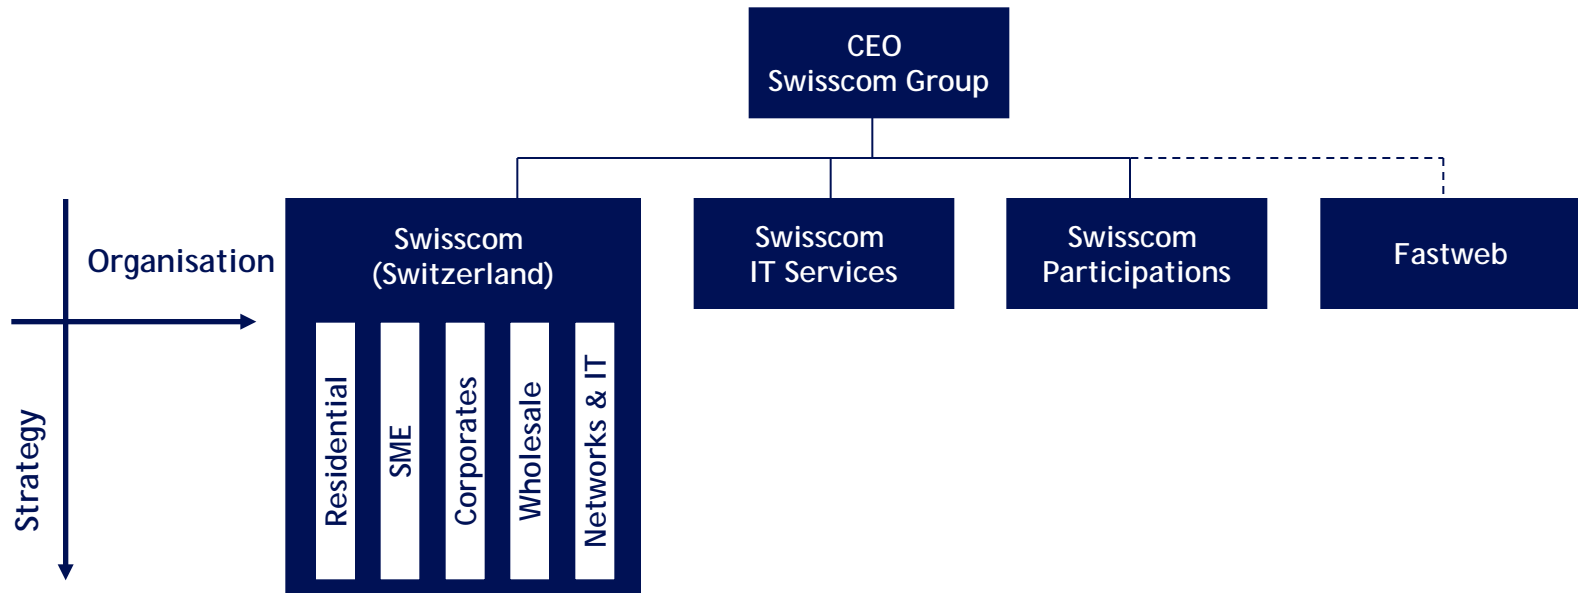 CEO
Swisscom Group
Organisation
Strategy
Swisscom
(Switzerland)
Residential
SME
Corporates
Wholesale
Networks & IT
Swisscom
IT Services
Swisscom
Participations
Fastweb